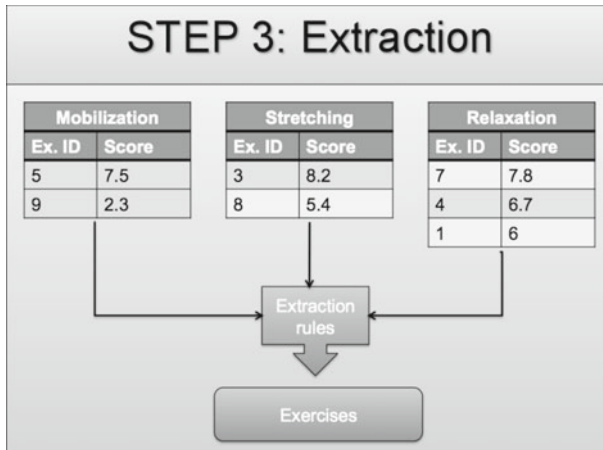 STEP 3: Extraction
Mobilization
Ex. ID Score
5 7.5
9 2.3
Stretching
Ex. ID Score
3 8.2
8 5.4
Relaxation
Ex. ID Score
7 7.8
4 6.7
1 6
Extraction
rules
Exercises